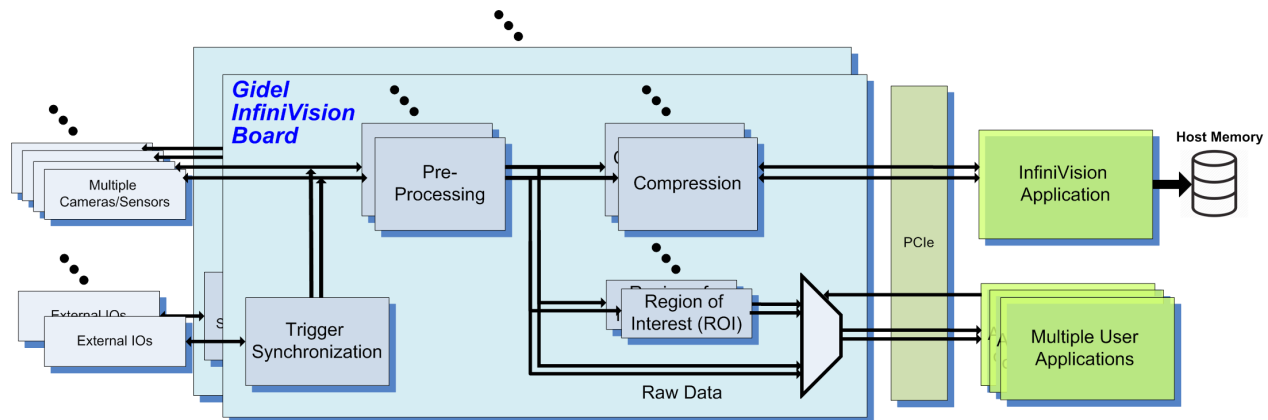 Gidel
InfiniVision
Board
Multiple
Cameras/Sensors
External IOs
External IOs
Trigger
Synchronization
Pre-
Processing
Compression
Region of
Interest (ROI)
Raw Data
PCIe
InfiniVision
Application
Host Memory
Multiple User
Applications